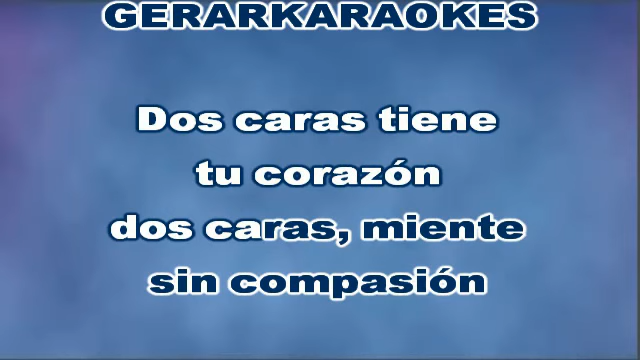 GERARKARAOKES
Dos caras tiene
tu corazón
dos caras, miente
sin compasión